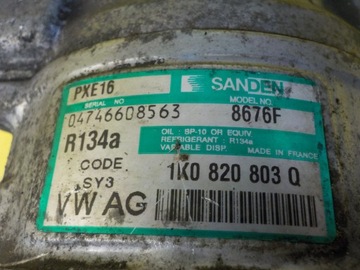 PXE16 SANDEN
SERIAL NO MODEL NO.
04746608563 8676F
R134a
OIL : SP-10 OR EQUIV
REFRIGERANT : R134a
VARIABLE DISP. MADE IN FRANCE
CODE
SY3
1K0 820 803 Q
VW AG